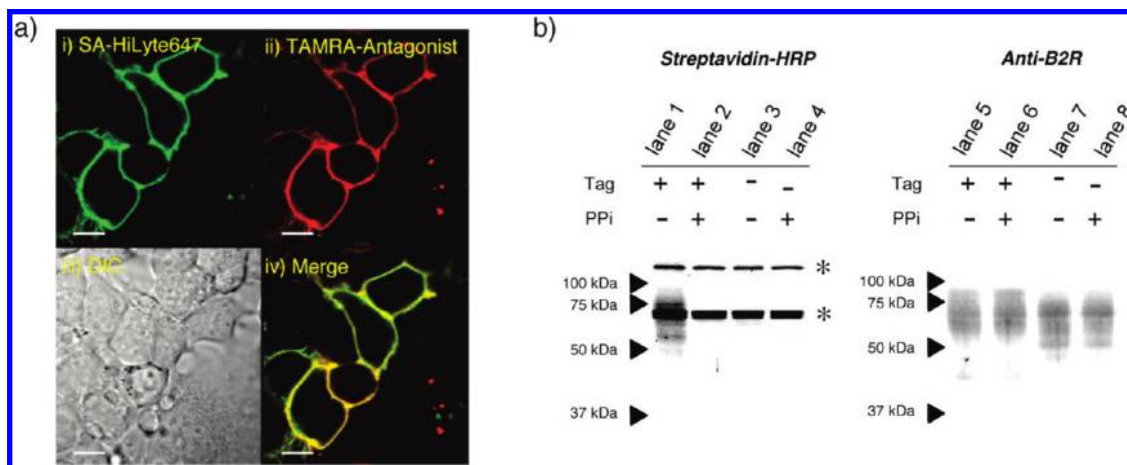 a)
i) SA-HiLyte647
ii) TAMRA-Antagonist
iii) DIC
iv) Merge
b)
Streptavidin-HRP
Anti-B2R
lane 1 lane 2 lane 3 lane 4
lane 5 lane 6 lane 7 lane 8
Tag + + - -
PPi - + - +
100 kDa *
75 kDa *
50 kDa
37 kDa
Tag + + - -
PPi - + - +
100 kDa
75 kDa
50 kDa
37 kDa